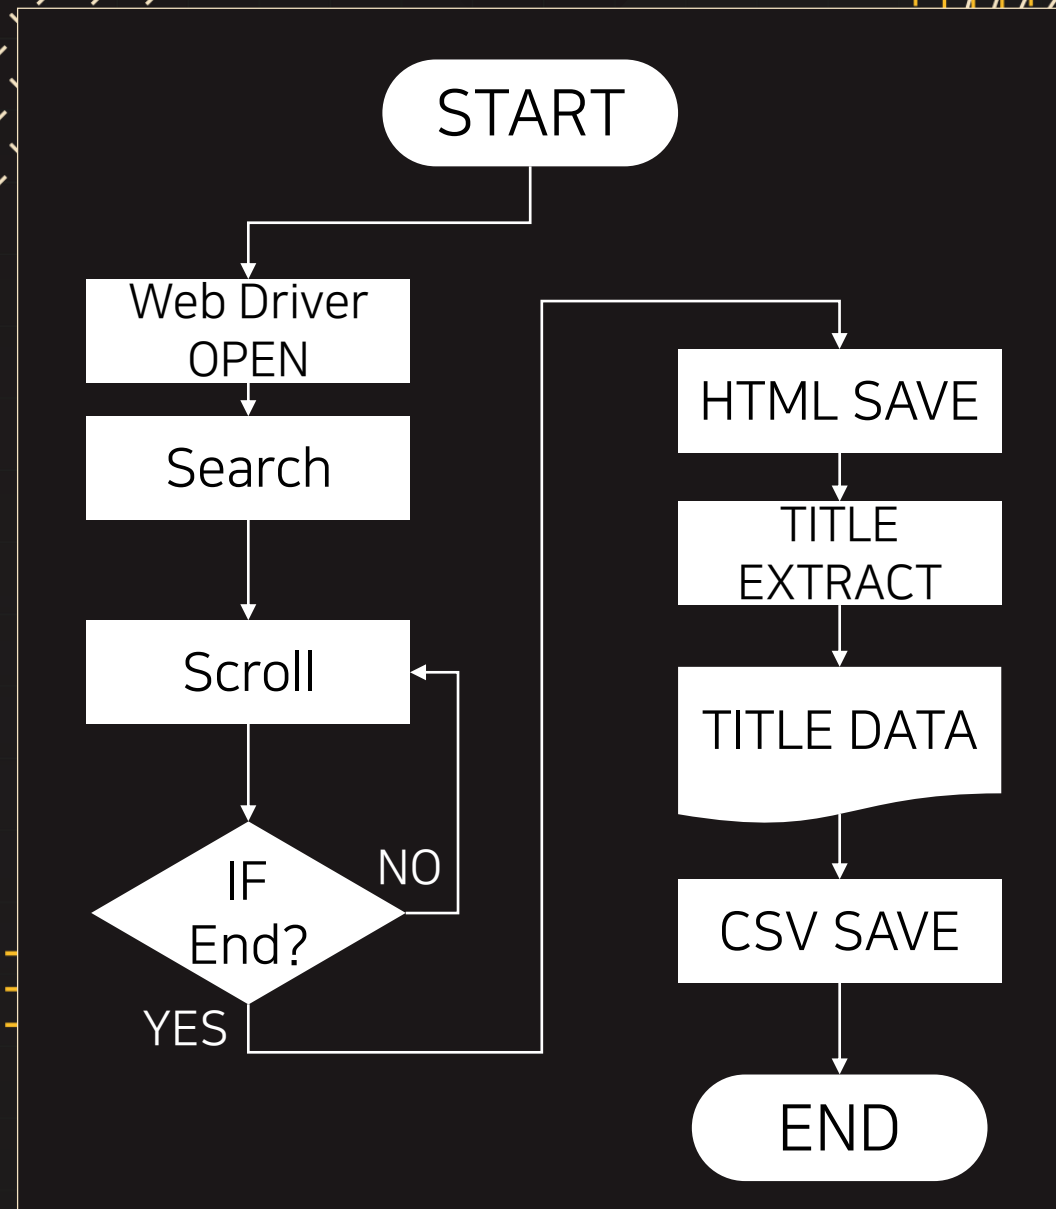 START
Web Driver
OPEN
Search
Scroll
IF
End?
NO
YES
HTML SAVE
TITLE
EXTRACT
TITLE DATA
CSV SAVE
END